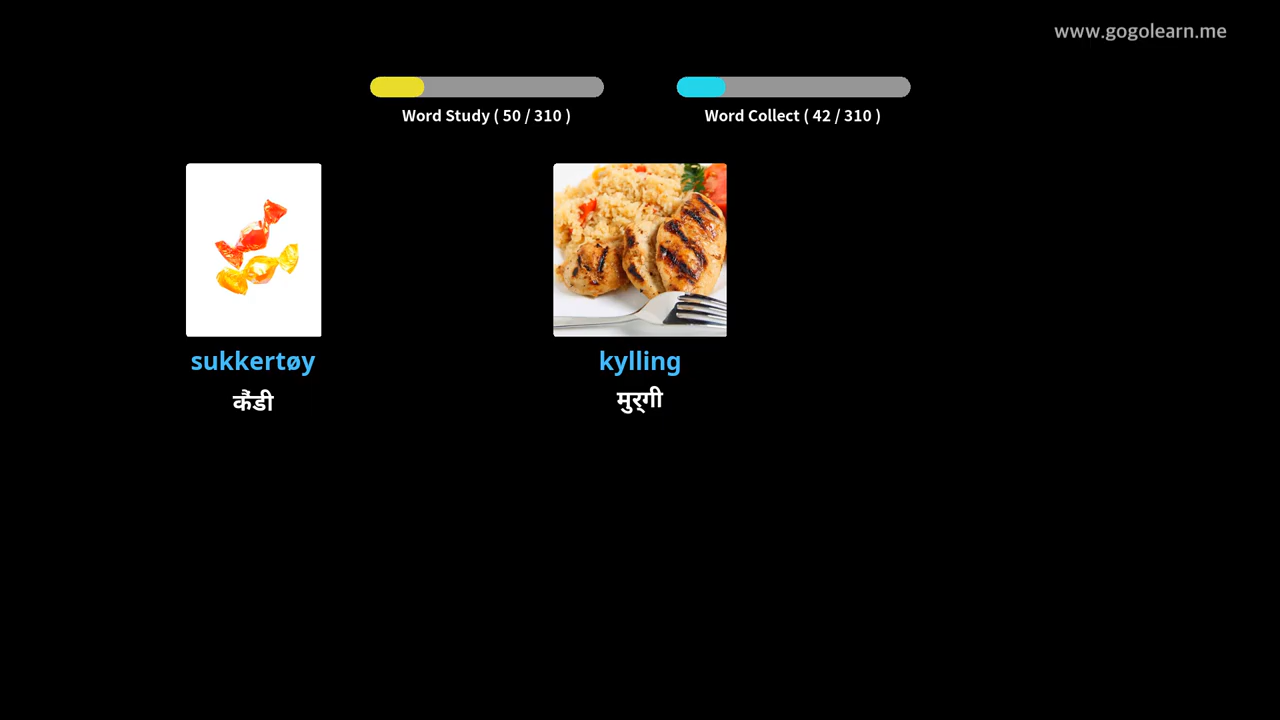 www.gogolearn.me
Word Study ( 50 / 310 )
Word Collect ( 42 / 310 )
sukkertøy
kylling
कैंडी
मुर्गी